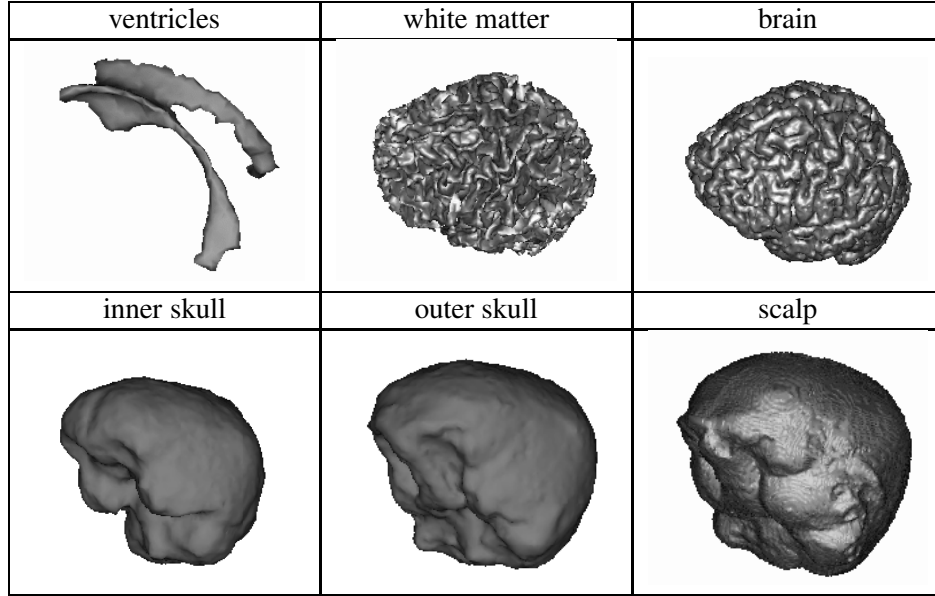 ventricles white matter brain
inner skull outer skull scalp